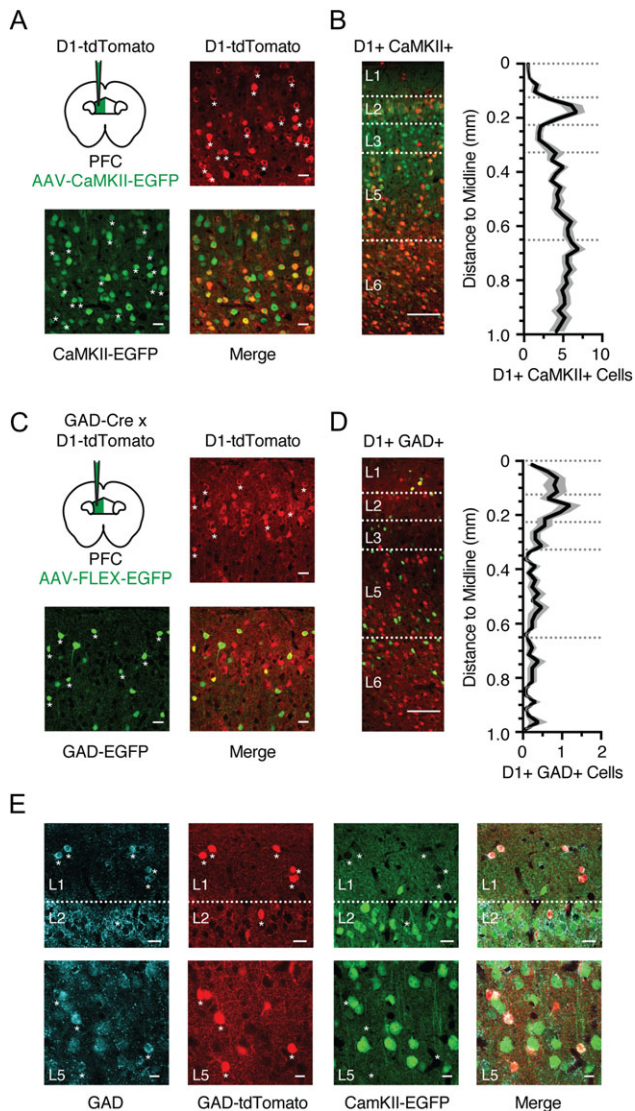 A
D1-tdTomato
D1-tdTomato
PFC
AAV-CaMKII-EGFP
CaMKII-EGFP
Merge
B
D1+ CaMKII+
L1
L2
L3
L5
L6
Distance to Midline (mm)
0
0.2
0.4
0.6
0.8
1.0
0
5
10
D1+ CaMKII+ Cells
C
GAD-Cre x
D1-tdTomato
D1-tdTomato
PFC
AAV-FLEX-EGFP
GAD-EGFP
Merge
D
D1+ GAD+
L1
L2
L3
L5
L6
Distance to Midline (mm)
0
0.2
0.4
0.6
0.8
1.0
0
1
2
D1+ GAD+ Cells
E
L1
L2
L1
L2
L1
L2
L5
L5
L5
GAD
GAD-tdTomato
CamKII-EGFP
Merge